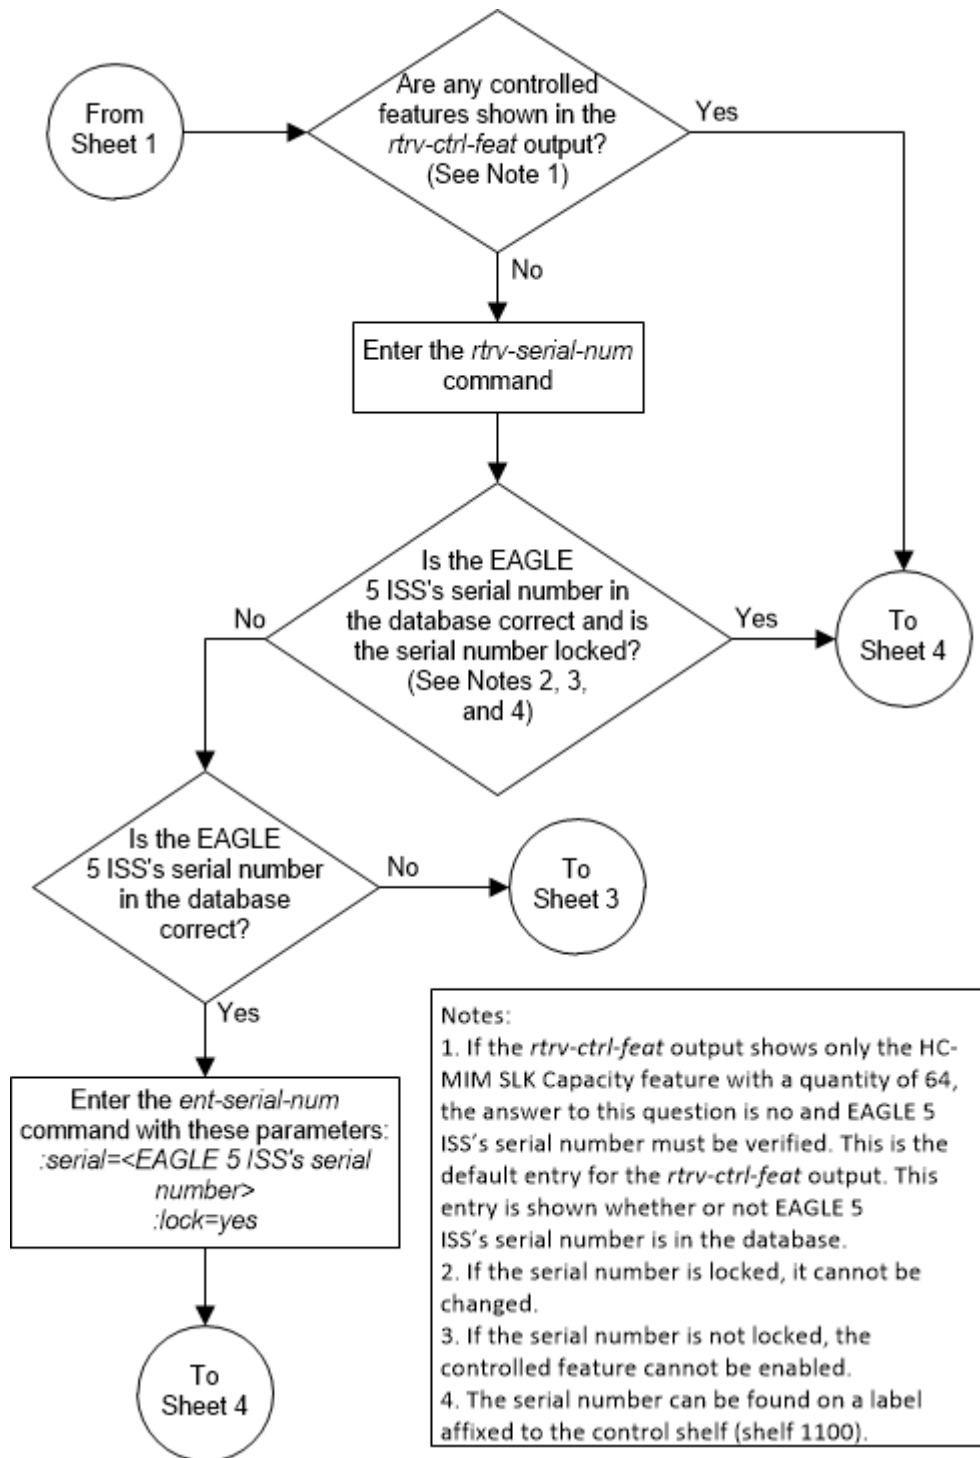 From
Sheet 1
Are any controlled
features shown in the
rtrv-ctrl-feat output?
(See Note 1)
Yes
No
Enter the rtrv-serial-num
command
Is the EAGLE
5 ISS's serial number in
the database correct and is
the serial number locked?
(See Notes 2, 3,
and 4)
No
Yes
To
Sheet 4
Is the EAGLE
5 ISS's serial number
in the database
correct?
No
To
Sheet 3
Yes
Enter the ent-serial-num
command with these parameters:
:serial=<EAGLE 5 ISS's serial
number>
:lock=yes
To
Sheet 4
Notes:
1. If the rtrv-ctrl-feat output shows only the HC-
MIM SLK Capacity feature with a quantity of 64,
the answer to this question is no and EAGLE 5
ISS's serial number must be verified. This is the
default entry for the rtrv-ctrl-feat output. This
entry is shown whether or not EAGLE 5
ISS's serial number is in the database.
2. If the serial number is locked, it cannot be
changed.
3. If the serial number is not locked, the
controlled feature cannot be enabled.
4. The serial number can be found on a label
affixed to the control shelf (shelf 1100).